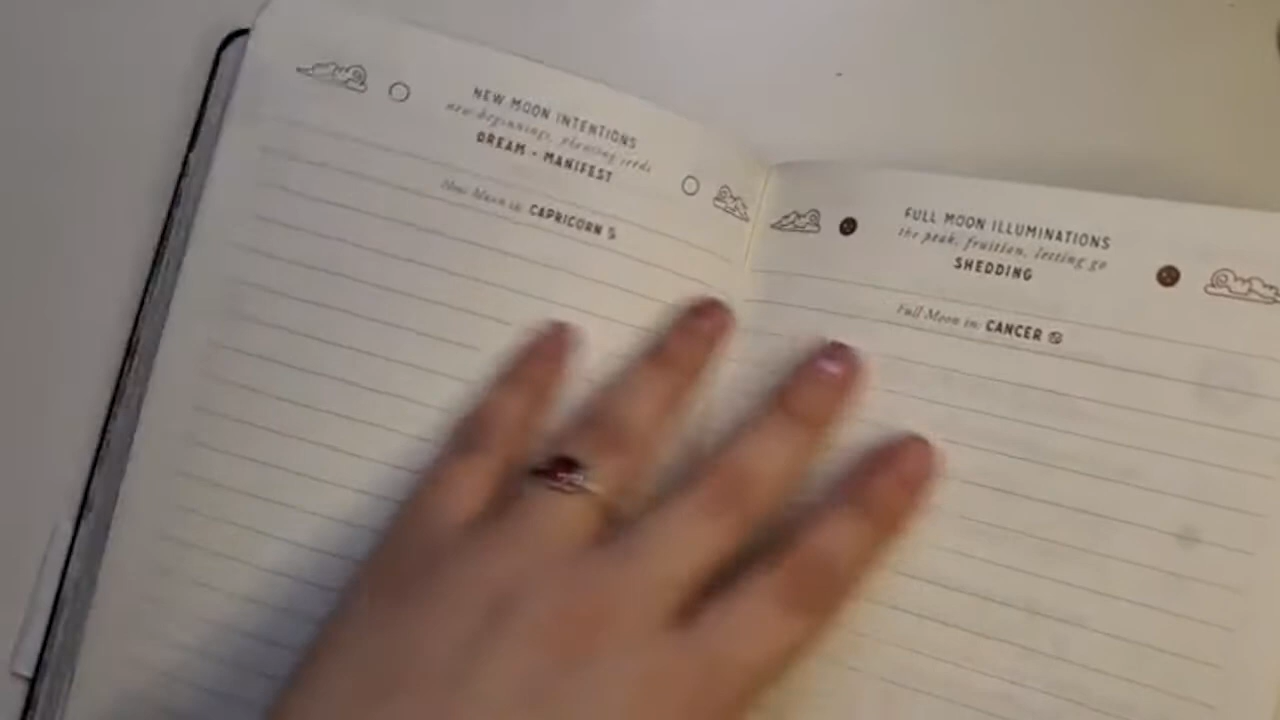 NEW MOON INTENTIONS
new beginnings, planting seeds
DREAM - MANIFEST
New Moon in: CAPRICORN ♑
FULL MOON ILLUMINATIONS
the peak, fruition, letting go
SHEDDING
Full Moon in: CANCER ♋